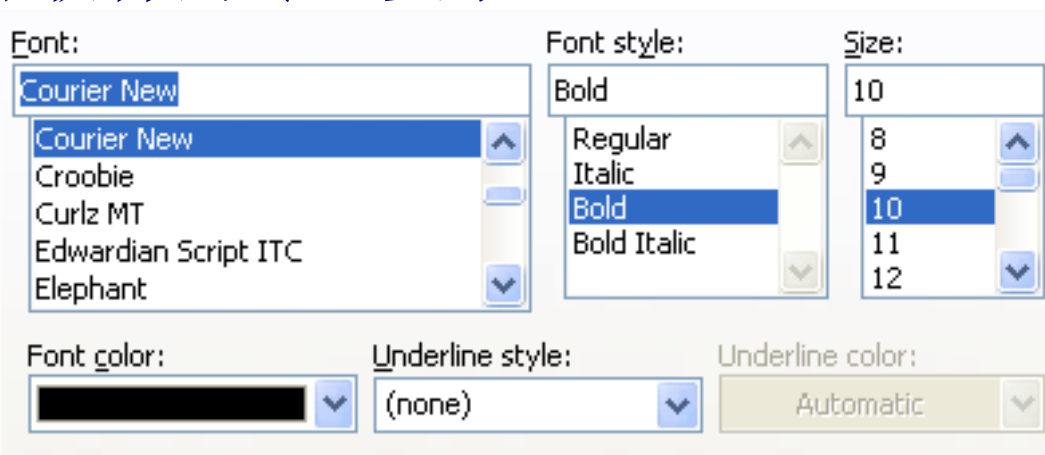 Font: Font style: Size:
Courier New Bold 10
Courier New Regular 8
Croobie Italic 9
Curlz MT Bold 10
Edwardian Script ITC Bold Italic 11
Elephant 12
Font color: Underline style: Underline color:
(none) Automatic